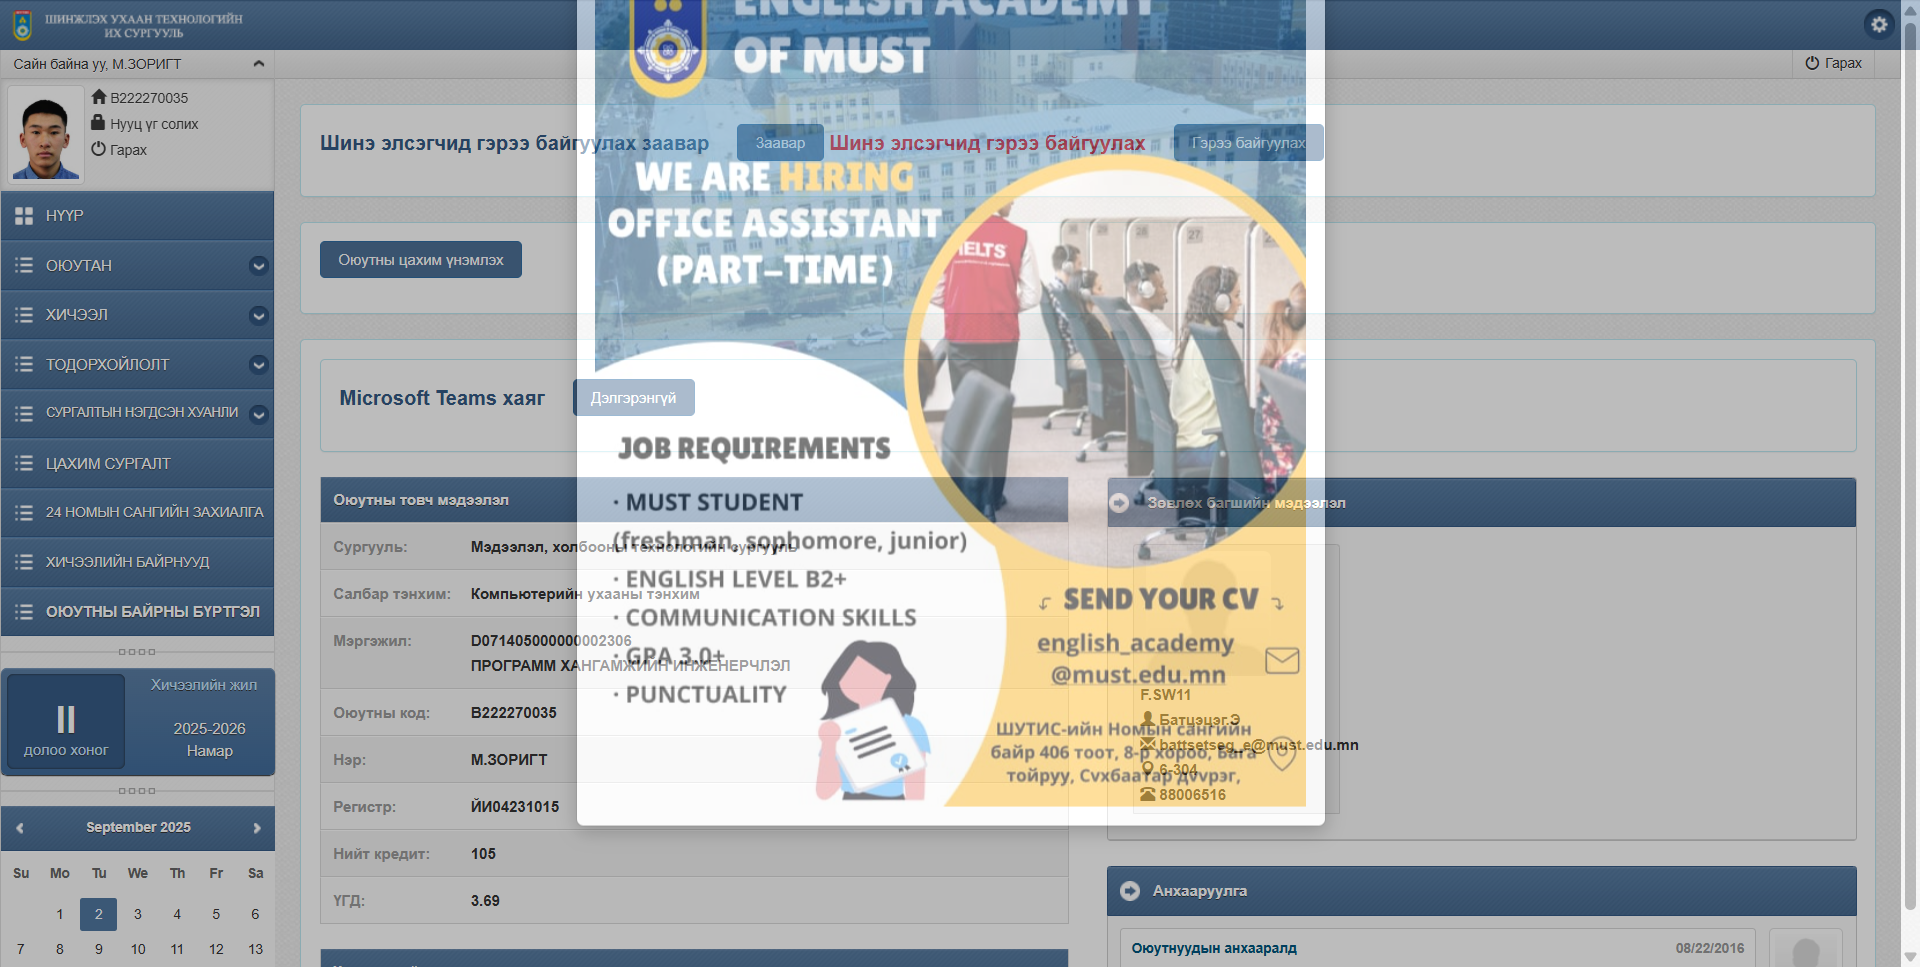 ШИНЖЛЭХ УХААН ТЕХНОЛОГИЙН
ИХ СУРГУУЛЬ
Сайн байна уу, М.ЗОРИГТ
Гарах
B222270035
Нууц үг солих
Гарах
НҮҮР
ОЮУТАН
ХИЧЭЭЛ
ТОДОРХОЙЛОЛТ
СУРГАЛТЫН НЭГДСЭН ХУАНЛИ
ЦАХИМ СУРГАЛТ
24 НОМЫН САНГИЙН ЗАХИАЛГА
ХИЧЭЭЛИЙН БАЙРНУУД
ОЮУТНЫ БАЙРНЫ БҮРТГЭЛ
II
долоо хоног
Хичээлийн жил
2025-2026
Намар
September 2025
Su Mo Tu We Th Fr Sa
1 2 3 4 5 6
7 8 9 10 11 12 13
Шинэ элсэгчид гэрээ байгуулах заавар
Заавар
Шинэ элсэгчид гэрээ байгуулах
Гэрээ байгуулах
Оюутны цахим үнэмлэх
Microsoft Teams хаяг
Дэлгэрэнгүй
Оюутны товч мэдээлэл
Сургууль: Мэдээлэл, холбооны технологийн сургууль
Салбар тэнхим: Компьютерийн ухааны тэнхим
Мэргэжил: D071405000000002306
ПРОГРАММ ХАНГАМЖИЙН ИНЖЕНЕРЧЛЭЛ
Оюутны код: B222270035
Нэр: М.ЗОРИГТ
Регистр: ЙИ04231015
Нийт кредит: 105
ҮГД: 3.69
ENGLISH ACADEMY
OF MUST
WE ARE HIRING
OFFICE ASSISTANT
(PART-TIME)
IELTS
27
JOB REQUIREMENTS
· MUST STUDENT
(freshman, sophomore, junior)
· ENGLISH LEVEL B2+
· COMMUNICATION SKILLS
· GPA 3.0+
· PUNCTUALITY
SEND YOUR CV
english_academy
@must.edu.mn
ШУТИС-ийн Номын сангийн
байр 406 тоот, 8-р хороо, Бага
тойруу, Сүхбаатар дүүрэг,
Зөвлөх багшийн мэдээлэл
F.SW11
Батцэцэг.Э
battsetseg_e@must.edu.mn
6-304
88006516
Анхааруулга
Оюутнуудын анхааралд
08/22/2016